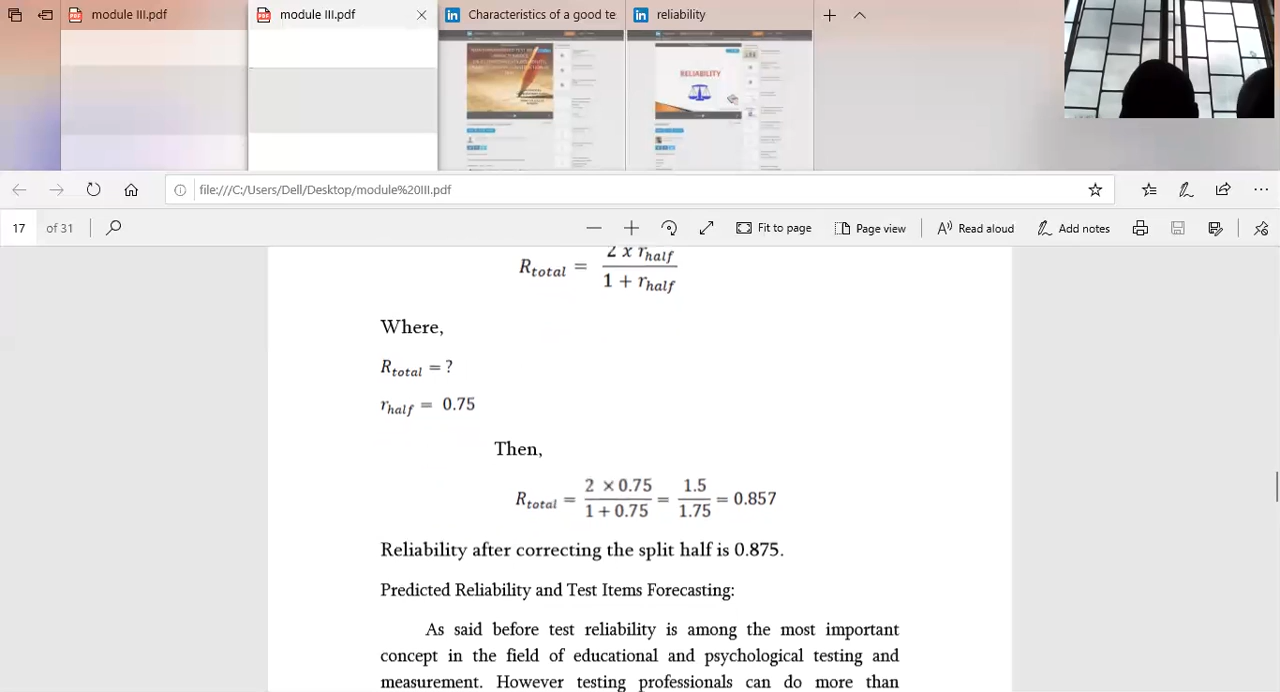 module III.pdf
module III.pdf
Characteristics of a good te
reliability
RELIABILITY
file:///C:/Users/Dell/Desktop/module%20III.pdf
17 of 31
Fit to page
Page view
Read aloud
Add notes
R_total = 2 x r_half / 1 + r_half
Where,
R_total = ?
r_half = 0.75
Then,
R_total = 2 × 0.75 / 1 + 0.75 = 1.5 / 1.75 = 0.857
Reliability after correcting the split half is 0.875.
Predicted Reliability and Test Items Forecasting:
As said before test reliability is among the most important
concept in the field of educational and psychological testing and
measurement. However testing professionals can do more than